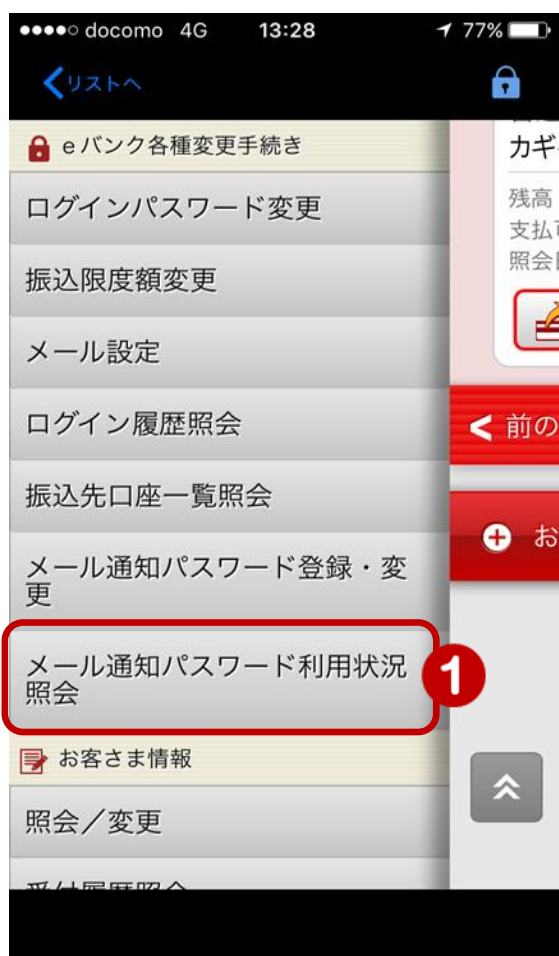 docomo 4G 13:28 77%
リストへ
eバンク各種変更手続き
カギ
ログインパスワード変更
残高
支払
照会
振込限度額変更
メール設定
ログイン履歴照会
前の
振込先口座一覧照会
お
メール通知パスワード登録・変
更
メール通知パスワード利用状況
照会
1
お客さま情報
照会／変更